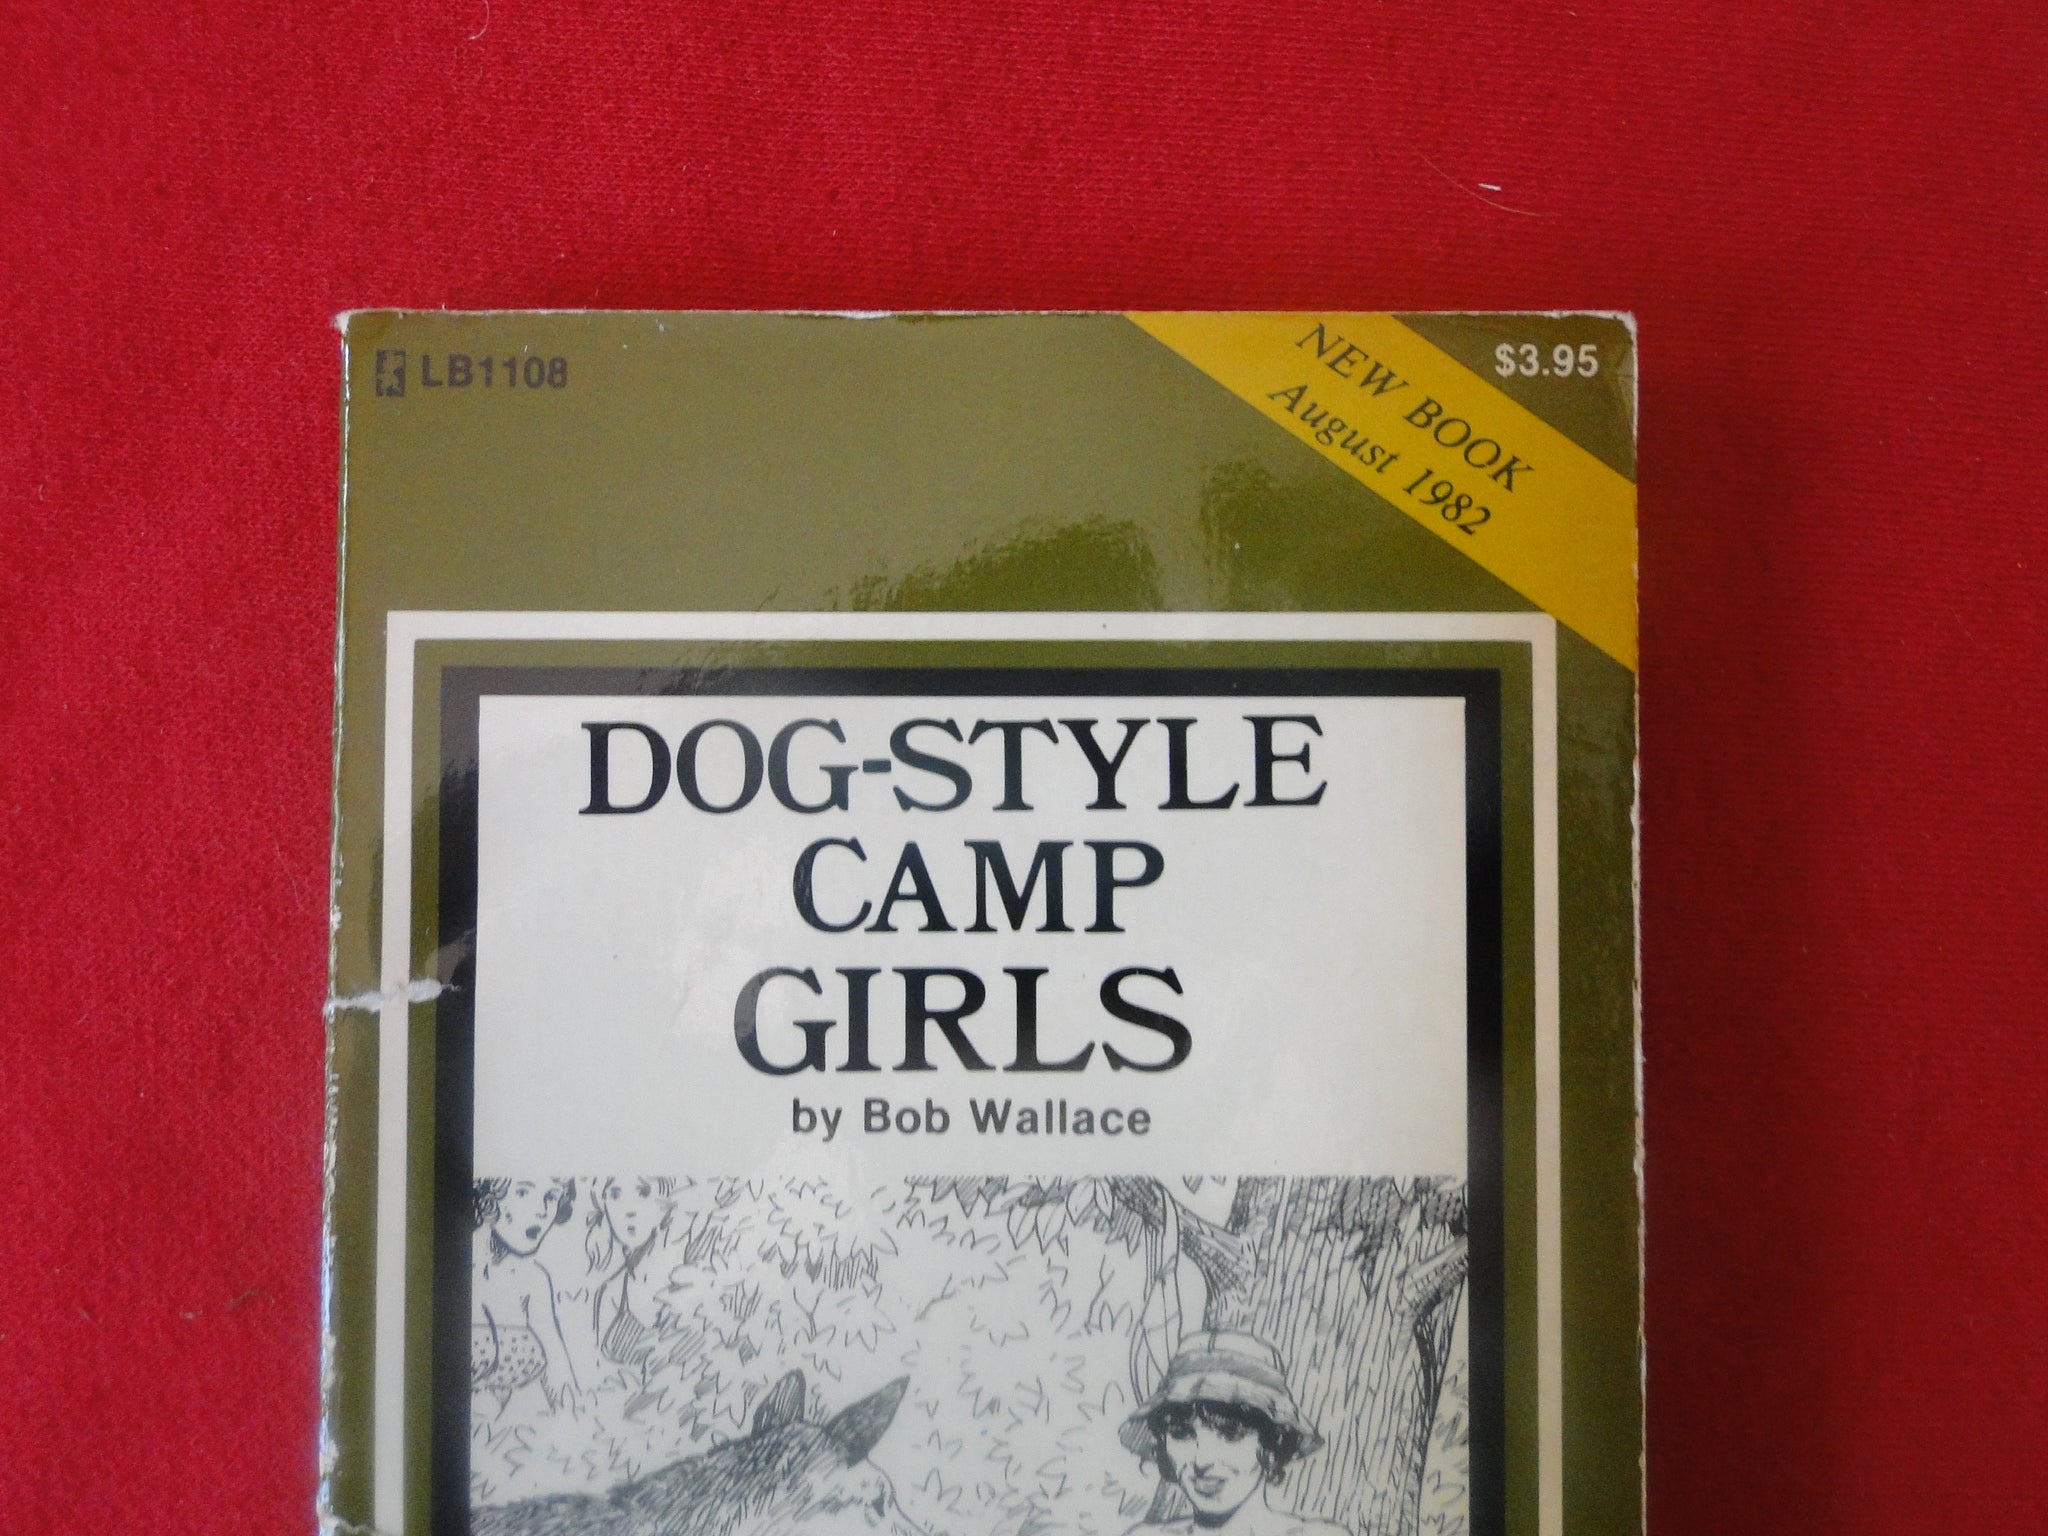 LB1108
$3.95
NEW BOOK
August 1982
DOG-STYLE
CAMP
GIRLS
by Bob Wallace